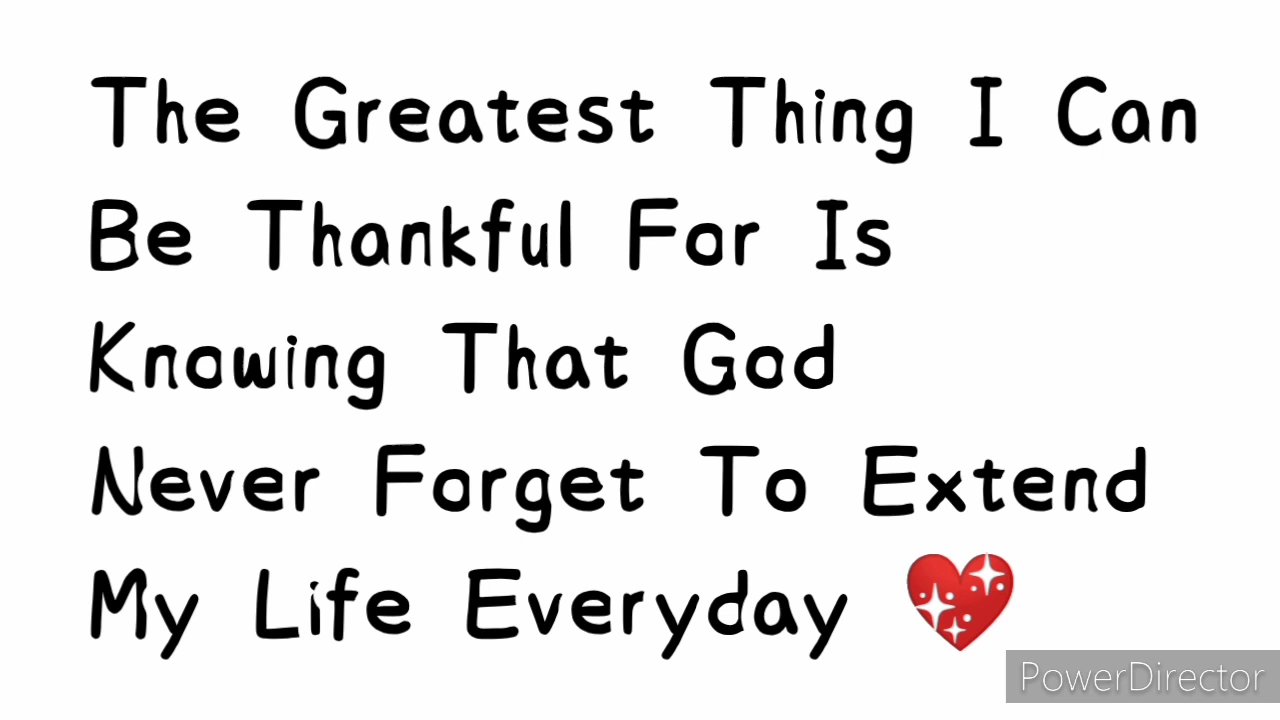 The Greatest Thing I Can
Be Thankful For Is
Knowing That God
Never Forget To Extend
My Life Everyday 💖
PowerDirector